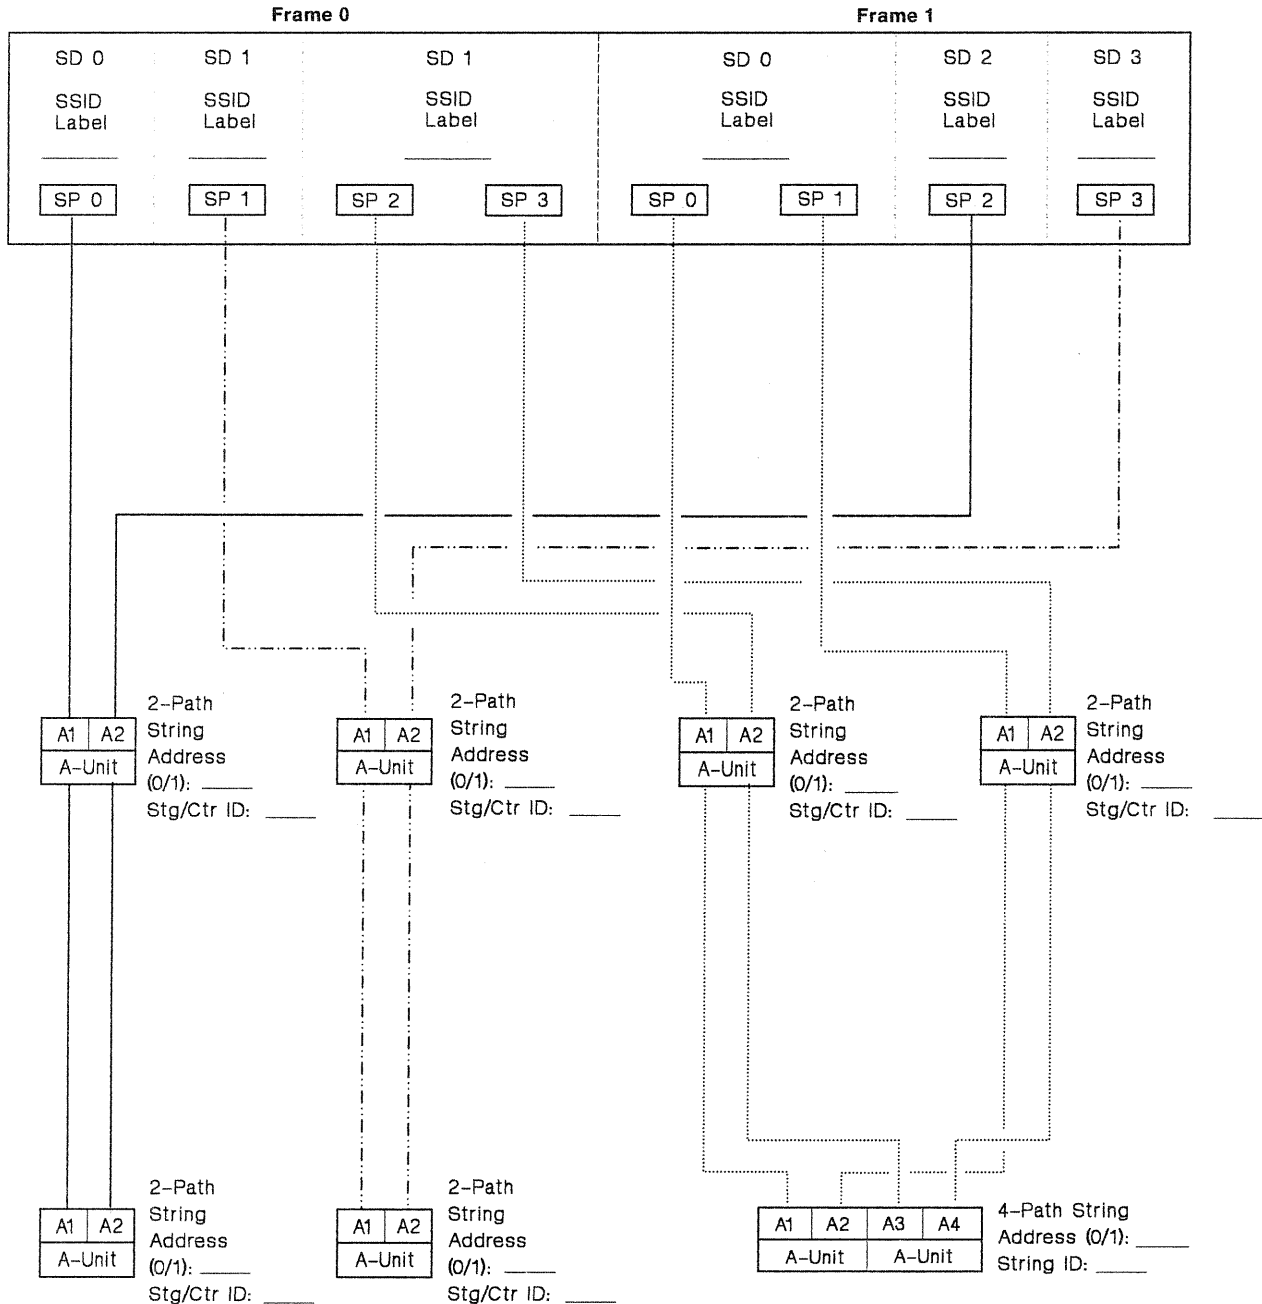 Frame 0 Frame 1
SD 0 SD 1 SD 1 SD 0 SD 2 SD 3
SSID SSID SSID SSID SSID SSID
Label Label Label Label Label Label
SP 0 SP 1 SP 2 SP 3 SP 0 SP 1 SP 2 SP 3
2-Path 2-Path 2-Path 2-Path
A1 A2 String A1 A2 String A1 A2 String A1 A2 String
A-Unit Address A-Unit Address A-Unit Address A-Unit Address
(0/1): (0/1): (0/1): (0/1):
Stg/Ctr ID: Stg/Ctr ID: Stg/Ctr ID: Stg/Ctr ID:
2-Path 2-Path
A1 A2 String A1 A2 String A1 A2 A3 A4 4-Path String
Address Address Address (0/1):
A-Unit (0/1): A-Unit (0/1): A-Unit A-Unit String ID:
Stg/Ctr ID: Stg/Ctr ID: